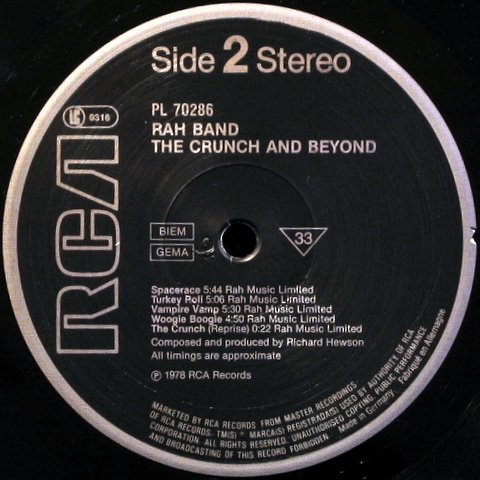 Side 2 Stereo
LC
0316
PL 70286
RAH BAND
THE CRUNCH AND BEYOND
RCA
BIEM
GEMA
33
Spacerace 5:44 Rah Music Limited
Turkey Roll 5:06 Rah Music Limited
Vampire Vamp 5:30 Rah Music Limited
Woogie Boogie 4:50 Rah Music Limited
The Crunch (Reprise) 0:22 Rah Music Limited
Composed and produced by Richard Hewson
All timings are approximate
℗ 1978 RCA Records
MARKETED BY RCA RECORDS FROM MASTER RECORDINGS
OF RCA RECORDS. TM(S) ® MARCA(S) REGISTRADA(S) USED BY AUTHORITY OF RCA
CORPORATION. ALL RIGHTS RESERVED. UNAUTHORISED COPYING, PUBLIC PERFORMANCE
AND BROADCASTING OF THIS RECORD FORBIDDEN. Made in Germany. Fabriqué en Allemagne